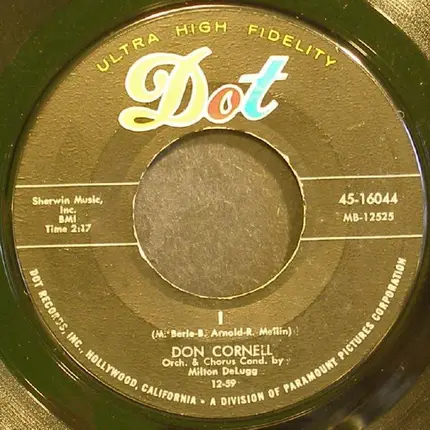 ULTRA HIGH FIDELITY
Dot
Sherwin Music,
Inc.
BMI
Time 2:17
45-16044
MB-12525
I
(M. Berle-B. Arnold-R. Mellin)
DON CORNELL
Orch. & Chorus Cond. by
Milton DeLugg
12-59
DOT RECORDS, INC., HOLLYWOOD, CALIFORNIA • A DIVISION OF PARAMOUNT PICTURES CORPORATION